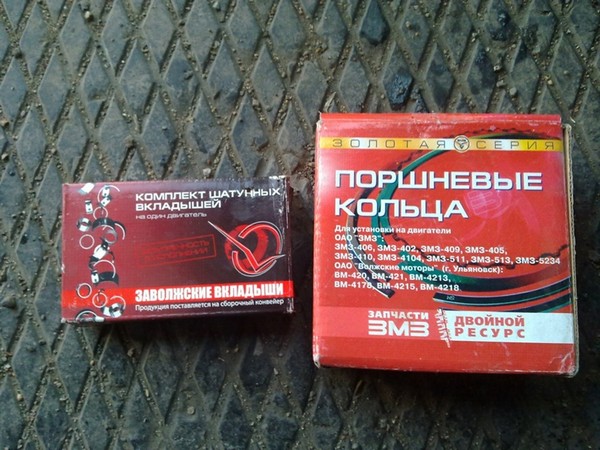 КОМПЛЕКТ ШАТУННЫХ
ВКЛАДЫШЕЙ
на один двигатель
ЗАВОЛЖСКИЕ ВКЛАДЫШИ
Продукция поставляется на сборочный конвейер
ЗОЛОТАЯ СЕРИЯ
ПОРШНЕВЫЕ
КОЛЬЦА
Для установки на двигатели
ОАО "ЗМЗ":
ЗМЗ-406, ЗМЗ-402, ЗМЗ-409, ЗМЗ-405,
ЗМЗ-410, ЗМЗ-4104, ЗМЗ-511, ЗМЗ-513, ЗМЗ-5234
ОАО "Волжские моторы" (г. Ульяновск):
ВМ-420, ВМ-421, ВМ-4213,
ВМ-4178, ВМ-4215, ВМ-4218
ЗАПЧАСТИ
ЗМЗ
ДВОЙНОЙ
РЕСУРС